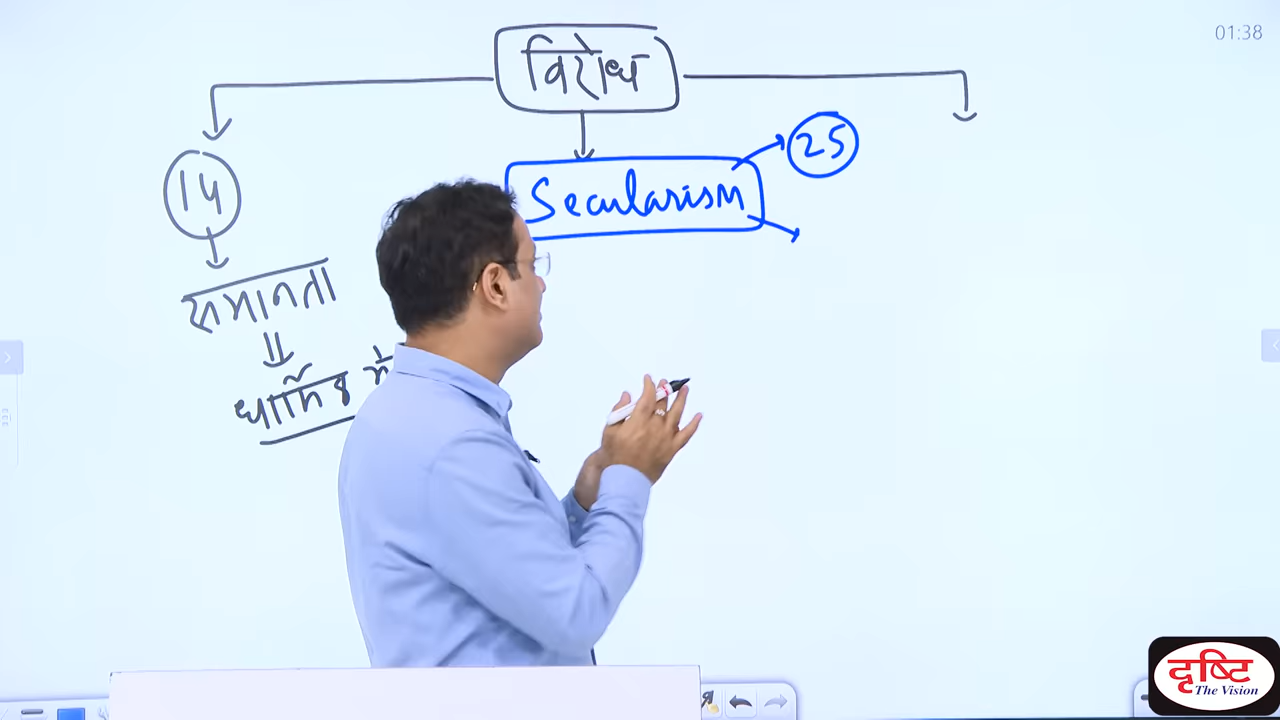 01:38
विरोध
14
Secularism
25
समानता
धार्मिक
दृष्टि
The Vision